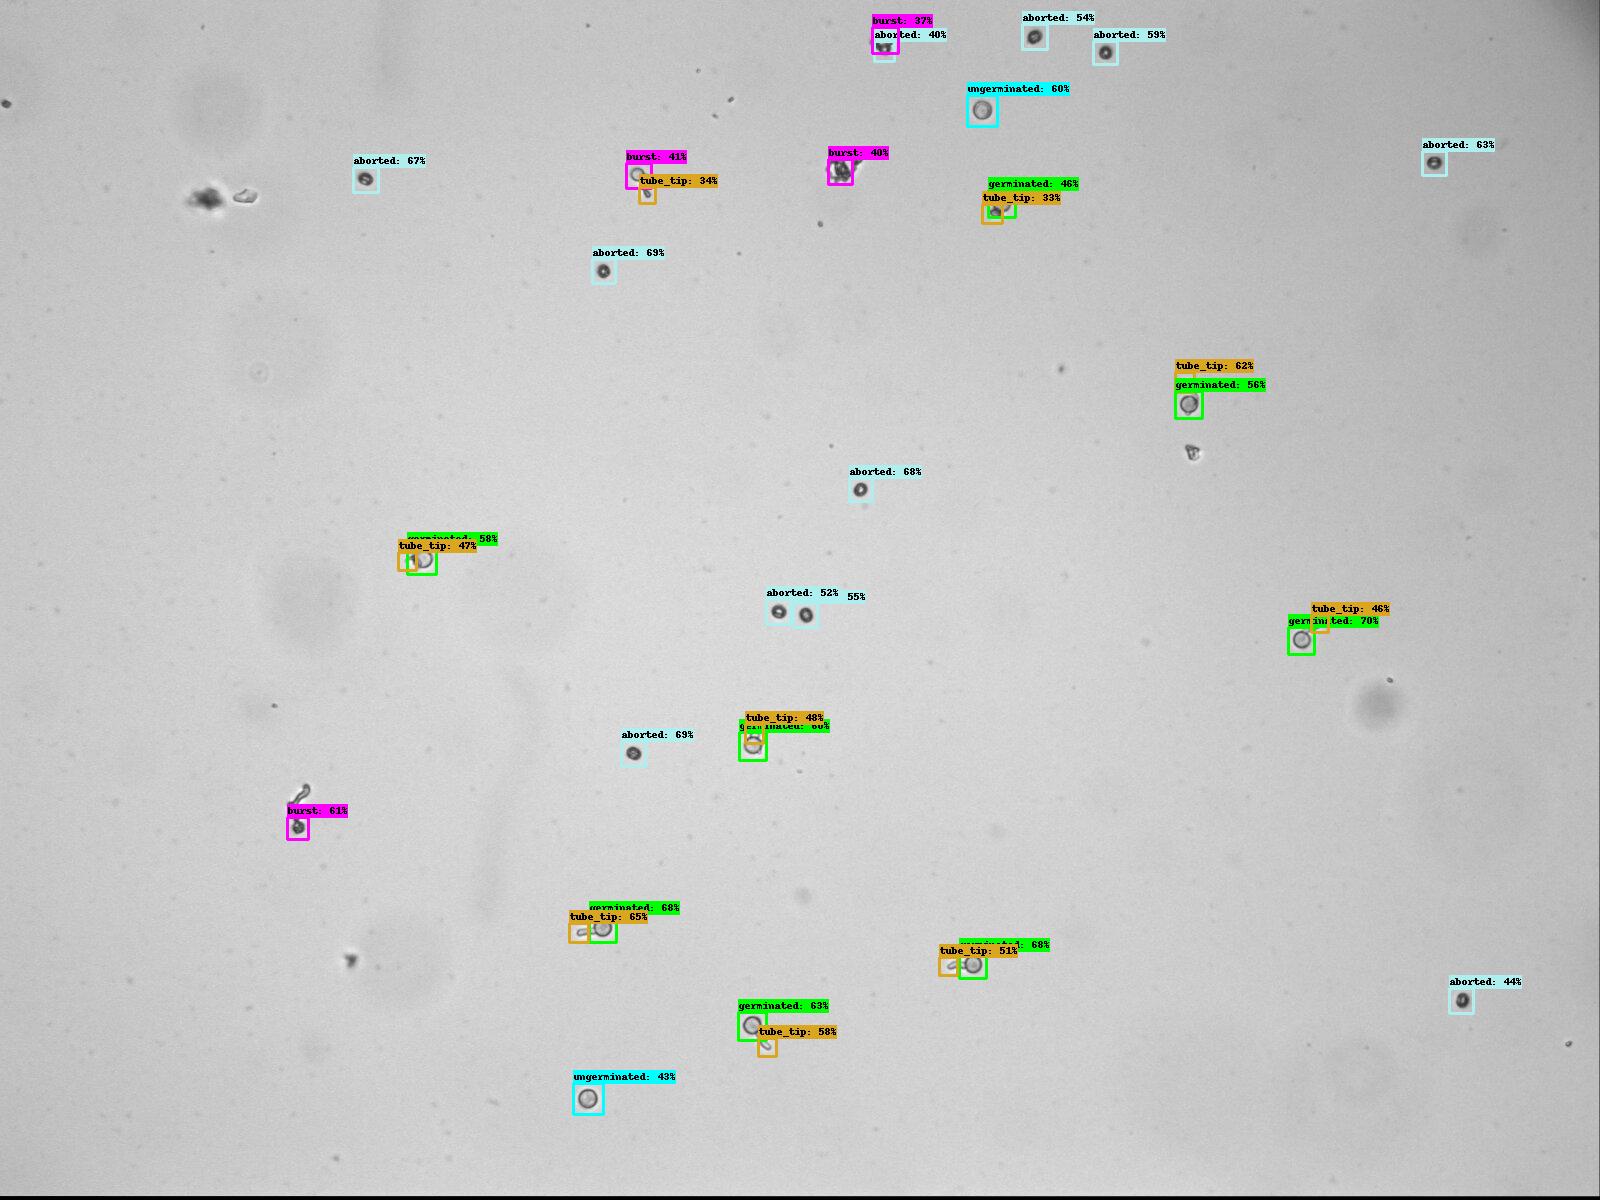 burst: 37%
aborted: 40%
aborted: 54%
aborted: 59%
ungerminated: 60%
aborted: 67%
burst: 41%
tube_tip: 34%
burst: 40%
aborted: 63%
germinated: 46%
tube_tip: 33%
aborted: 69%
tube_tip: 62%
germinated: 56%
aborted: 68%
germinated: 58%
tube_tip: 47%
aborted: 52%
55%
tube_tip: 46%
germinated: 70%
tube_tip: 48%
germinated: 60%
aborted: 69%
burst: 61%
germinated: 68%
tube_tip: 65%
germinated: 68%
tube_tip: 51%
aborted: 44%
germinated: 63%
tube_tip: 58%
ungerminated: 43%